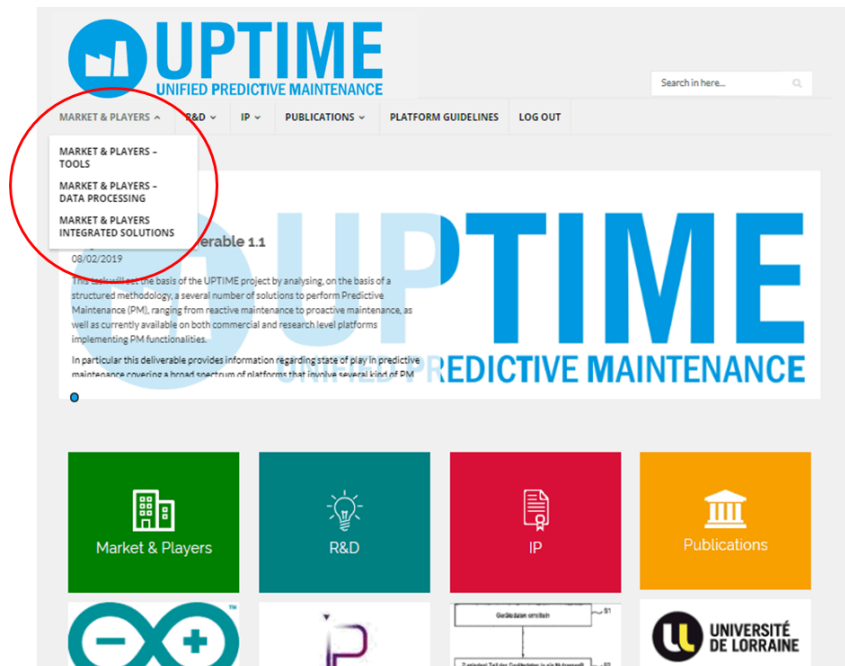 UPTIME
UNIFIED PREDICTIVE MAINTENANCE
Search in here...
MARKET & PLAYERS R&D IP PUBLICATIONS PLATFORM GUIDELINES LOG OUT
MARKET & PLAYERS –
TOOLS
MARKET & PLAYERS –
DATA PROCESSING
MARKET & PLAYERS
INTEGRATED SOLUTIONS
erable 1.1
08/02/2019
This task will set the basis of the UPTIME project by analysing, on the basis of a
structured methodology, a several number of solutions to perform Predictive
Maintenance (PM), ranging from reactive maintenance to proactive maintenance, as
well as currently available on both commercial and research level platforms
implementing PM functionalities.
In particular this deliverable provides information regarding state of play in predictive
maintenance covering a broad spectrum of platforms that involve several kind of PM
UPTIME
UNIFIED PREDICTIVE MAINTENANCE
Market & Players
R&D
IP
Publications
TM
Gerätedaten ermitteln
S1
UNIVERSITÉ
DE LORRAINE